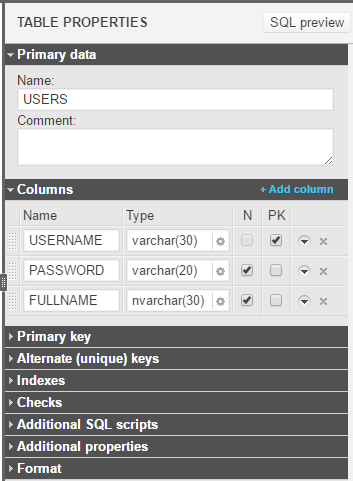 TABLE PROPERTIES SQL preview
Primary data
Name:
USERS
Comment:
Columns + Add column
Name Type N PK
USERNAME varchar(30)
PASSWORD varchar(20)
FULLNAME nvarchar(30)
Primary key
Alternate (unique) keys
Indexes
Checks
Additional SQL scripts
Additional properties
Format